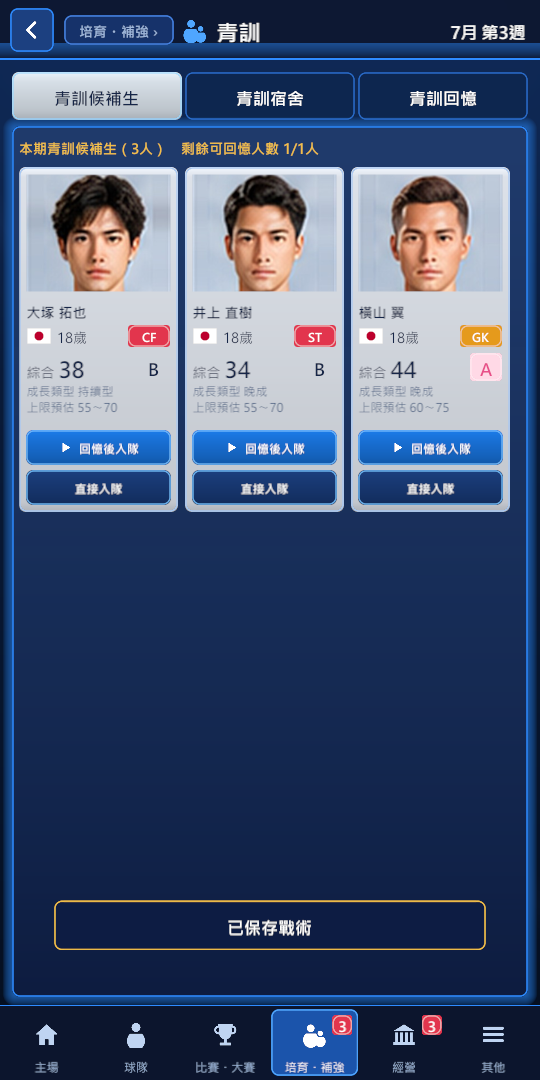 培育・補強 ›
青訓
7月 第3週
青訓候補生
青訓宿舍
青訓回憶
本期青訓候補生 ( 3人 ) 剩餘可回憶人數 1/1人
大塚 拓也
18歲
CF
綜合 38
B
成長類型 持續型
上限預估 55～70
回憶後入隊
直接入隊
井上 直樹
18歲
ST
綜合 34
B
成長類型 晚成
上限預估 55～70
回憶後入隊
直接入隊
橫山 翼
18歲
GK
綜合 44
A
成長類型 晚成
上限預估 60～75
回憶後入隊
直接入隊
已保存戰術
主場
球隊
比賽・大賽
3
培育・補強
3
經營
其他